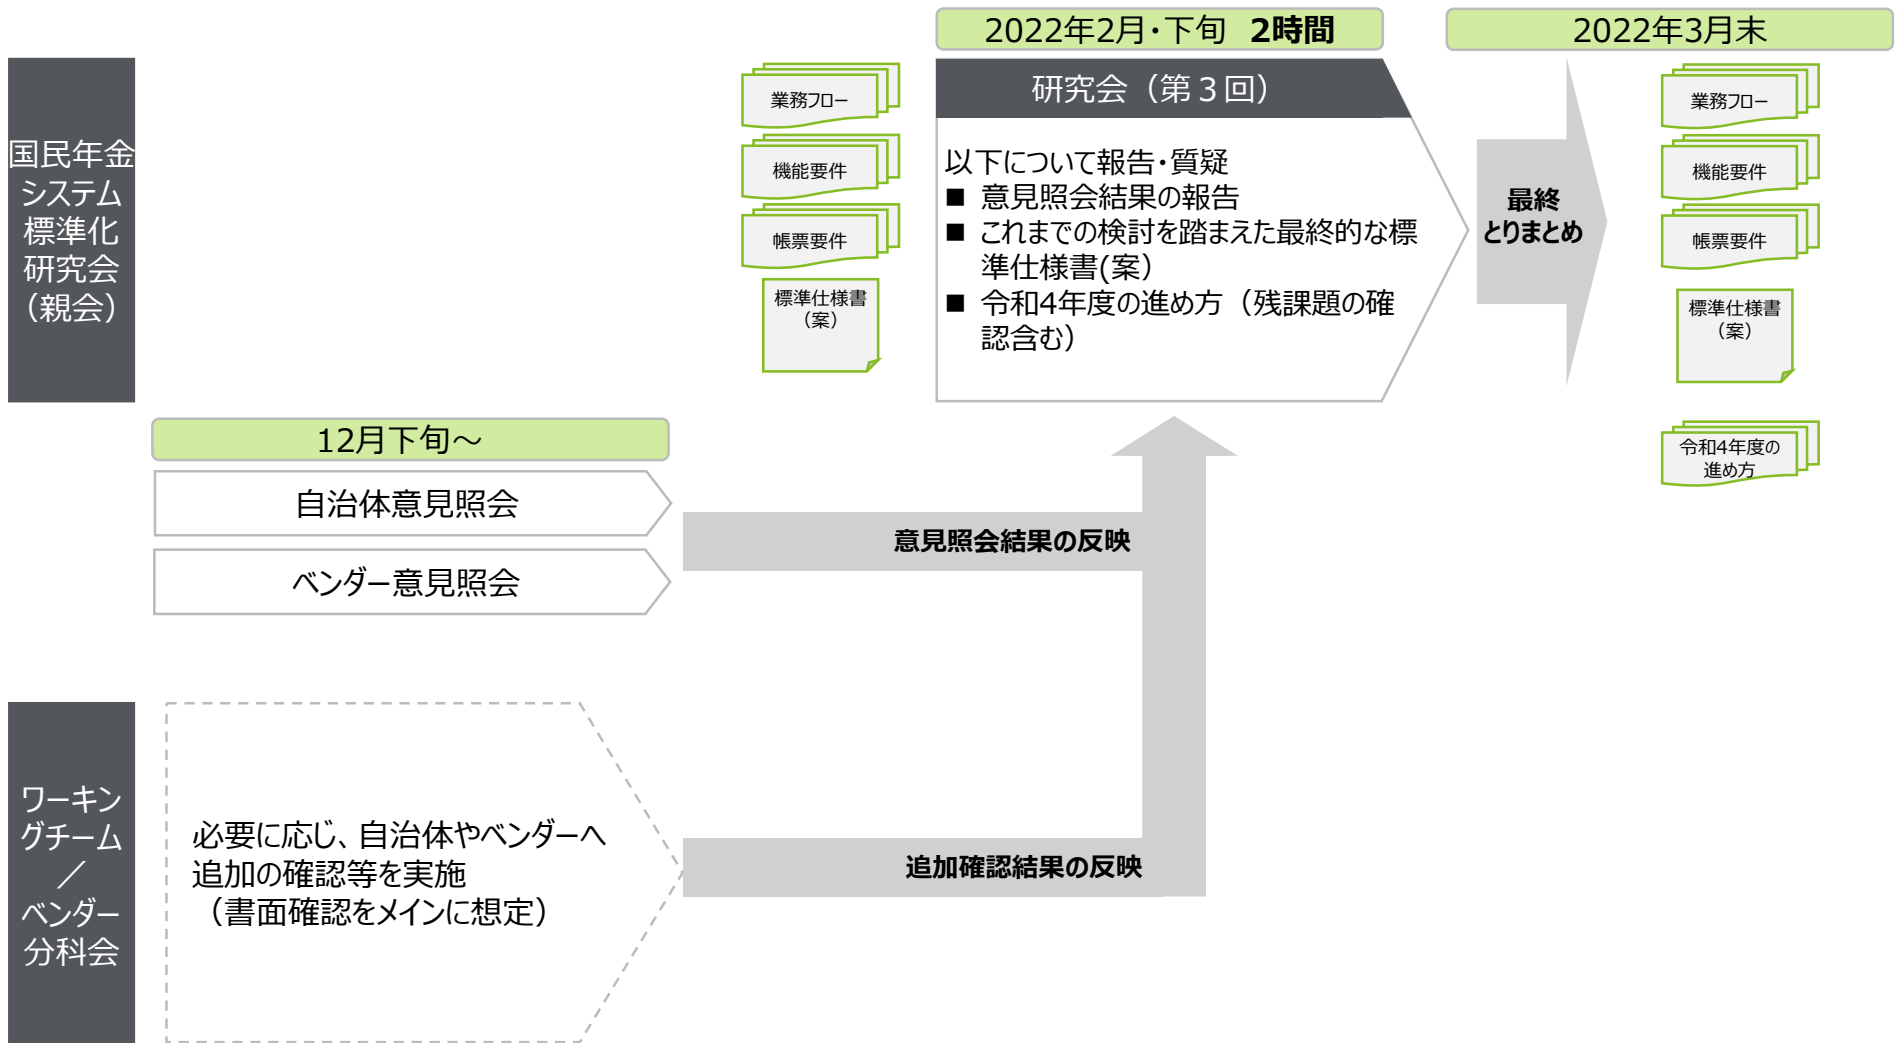 2022年2月・下旬 2時間
2022年3月末
国民年金
システム
標準化
研究会
（親会）
業務フロー
機能要件
帳票要件
標準仕様書
（案）
研究会（第３回）
以下について報告・質疑
■ 意見照会結果の報告
■ これまでの検討を踏まえた最終的な標
準仕様書(案）
■ 令和4年度の進め方（残課題の確
認含む）
最終
とりまとめ
業務フロー
機能要件
帳票要件
標準仕様書
（案）
令和4年度の
進め方
12月下旬～
自治体意見照会
ベンダー意見照会
意見照会結果の反映
ワーキン
グチーム
／
ベンダー
分科会
必要に応じ、自治体やベンダーへ
追加の確認等を実施
（書面確認をメインに想定）
追加確認結果の反映